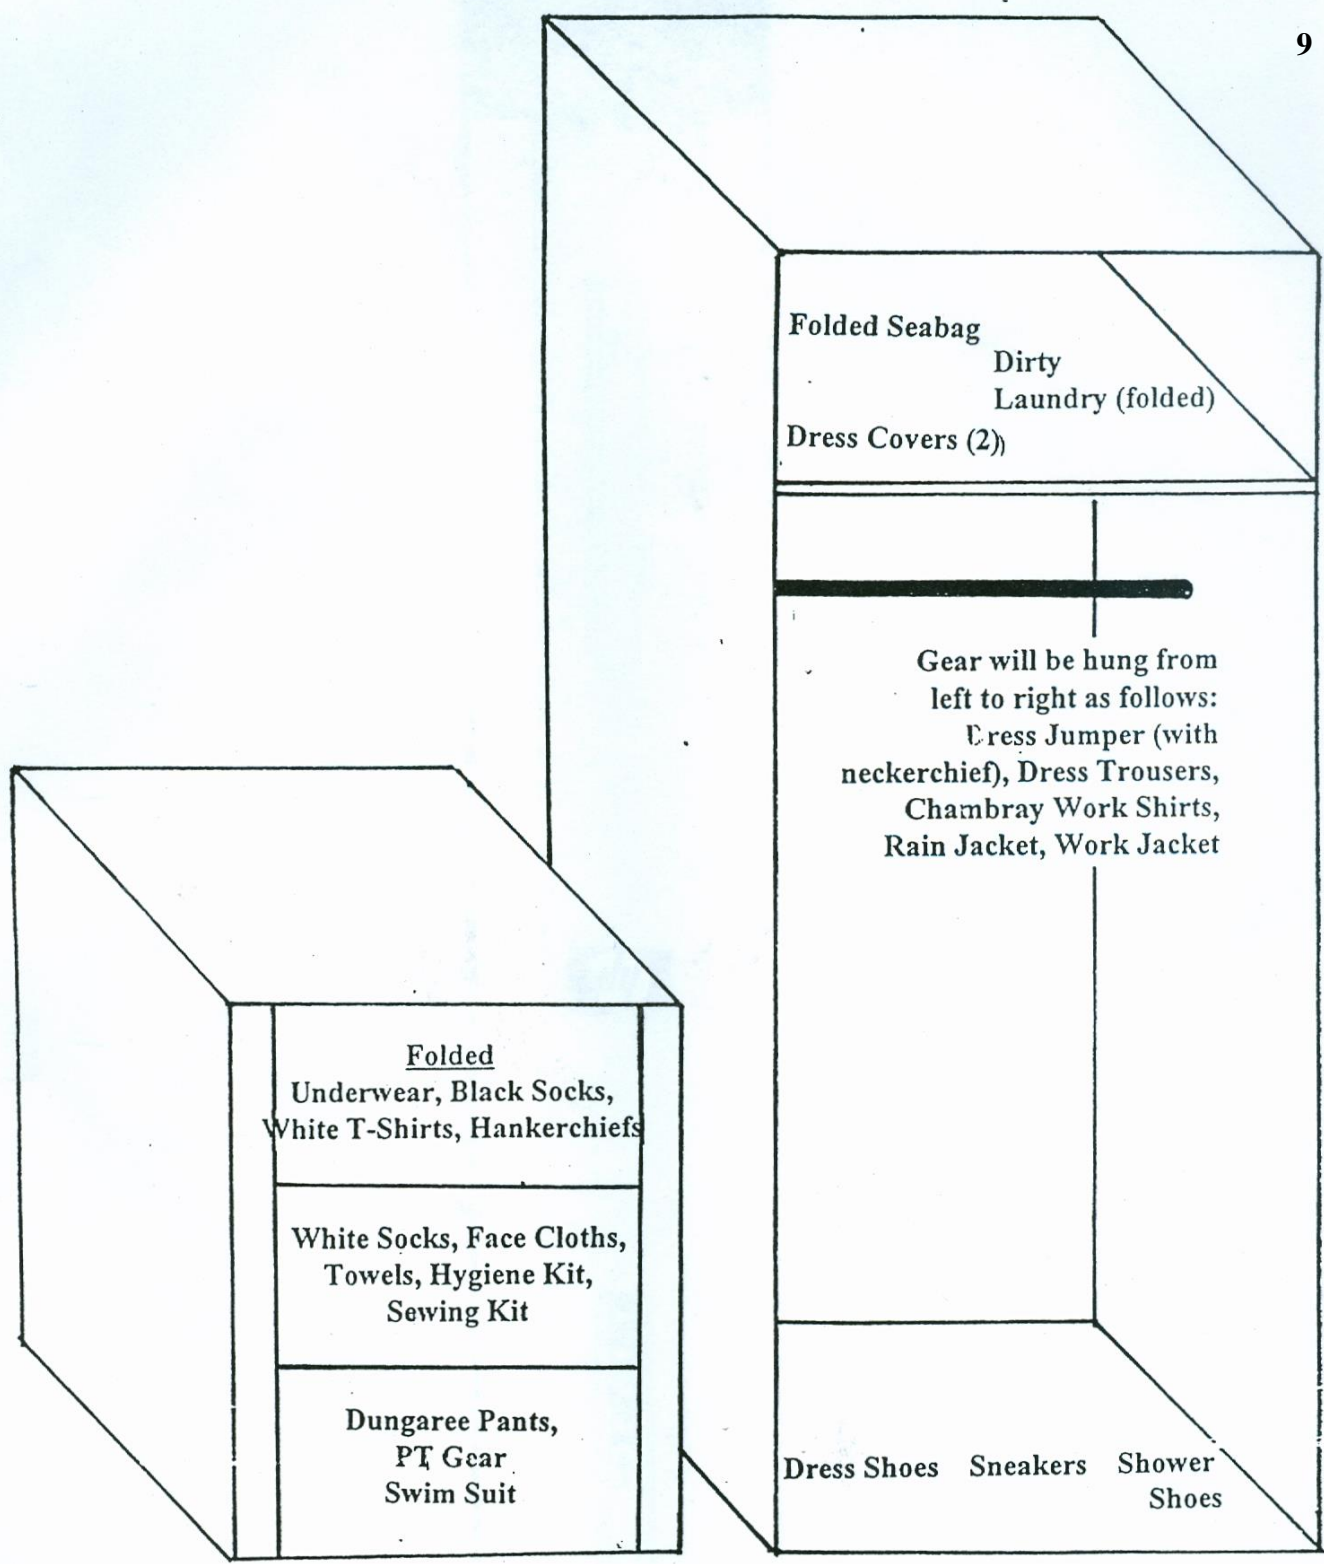 9
Folded Seabag
Dirty
Laundry (folded)
Dress Covers (2)
Gear will be hung from
left to right as follows:
Dress Jumper (with
neckerchief), Dress Trousers,
Chambray Work Shirts,
Rain Jacket, Work Jacket
Folded
Underwear, Black Socks,
White T-Shirts, Hankerchiefs
White Socks, Face Cloths,
Towels, Hygiene Kit,
Sewing Kit
Dungaree Pants,
PT Gear
Swim Suit
Dress Shoes Sneakers Shower
Shoes